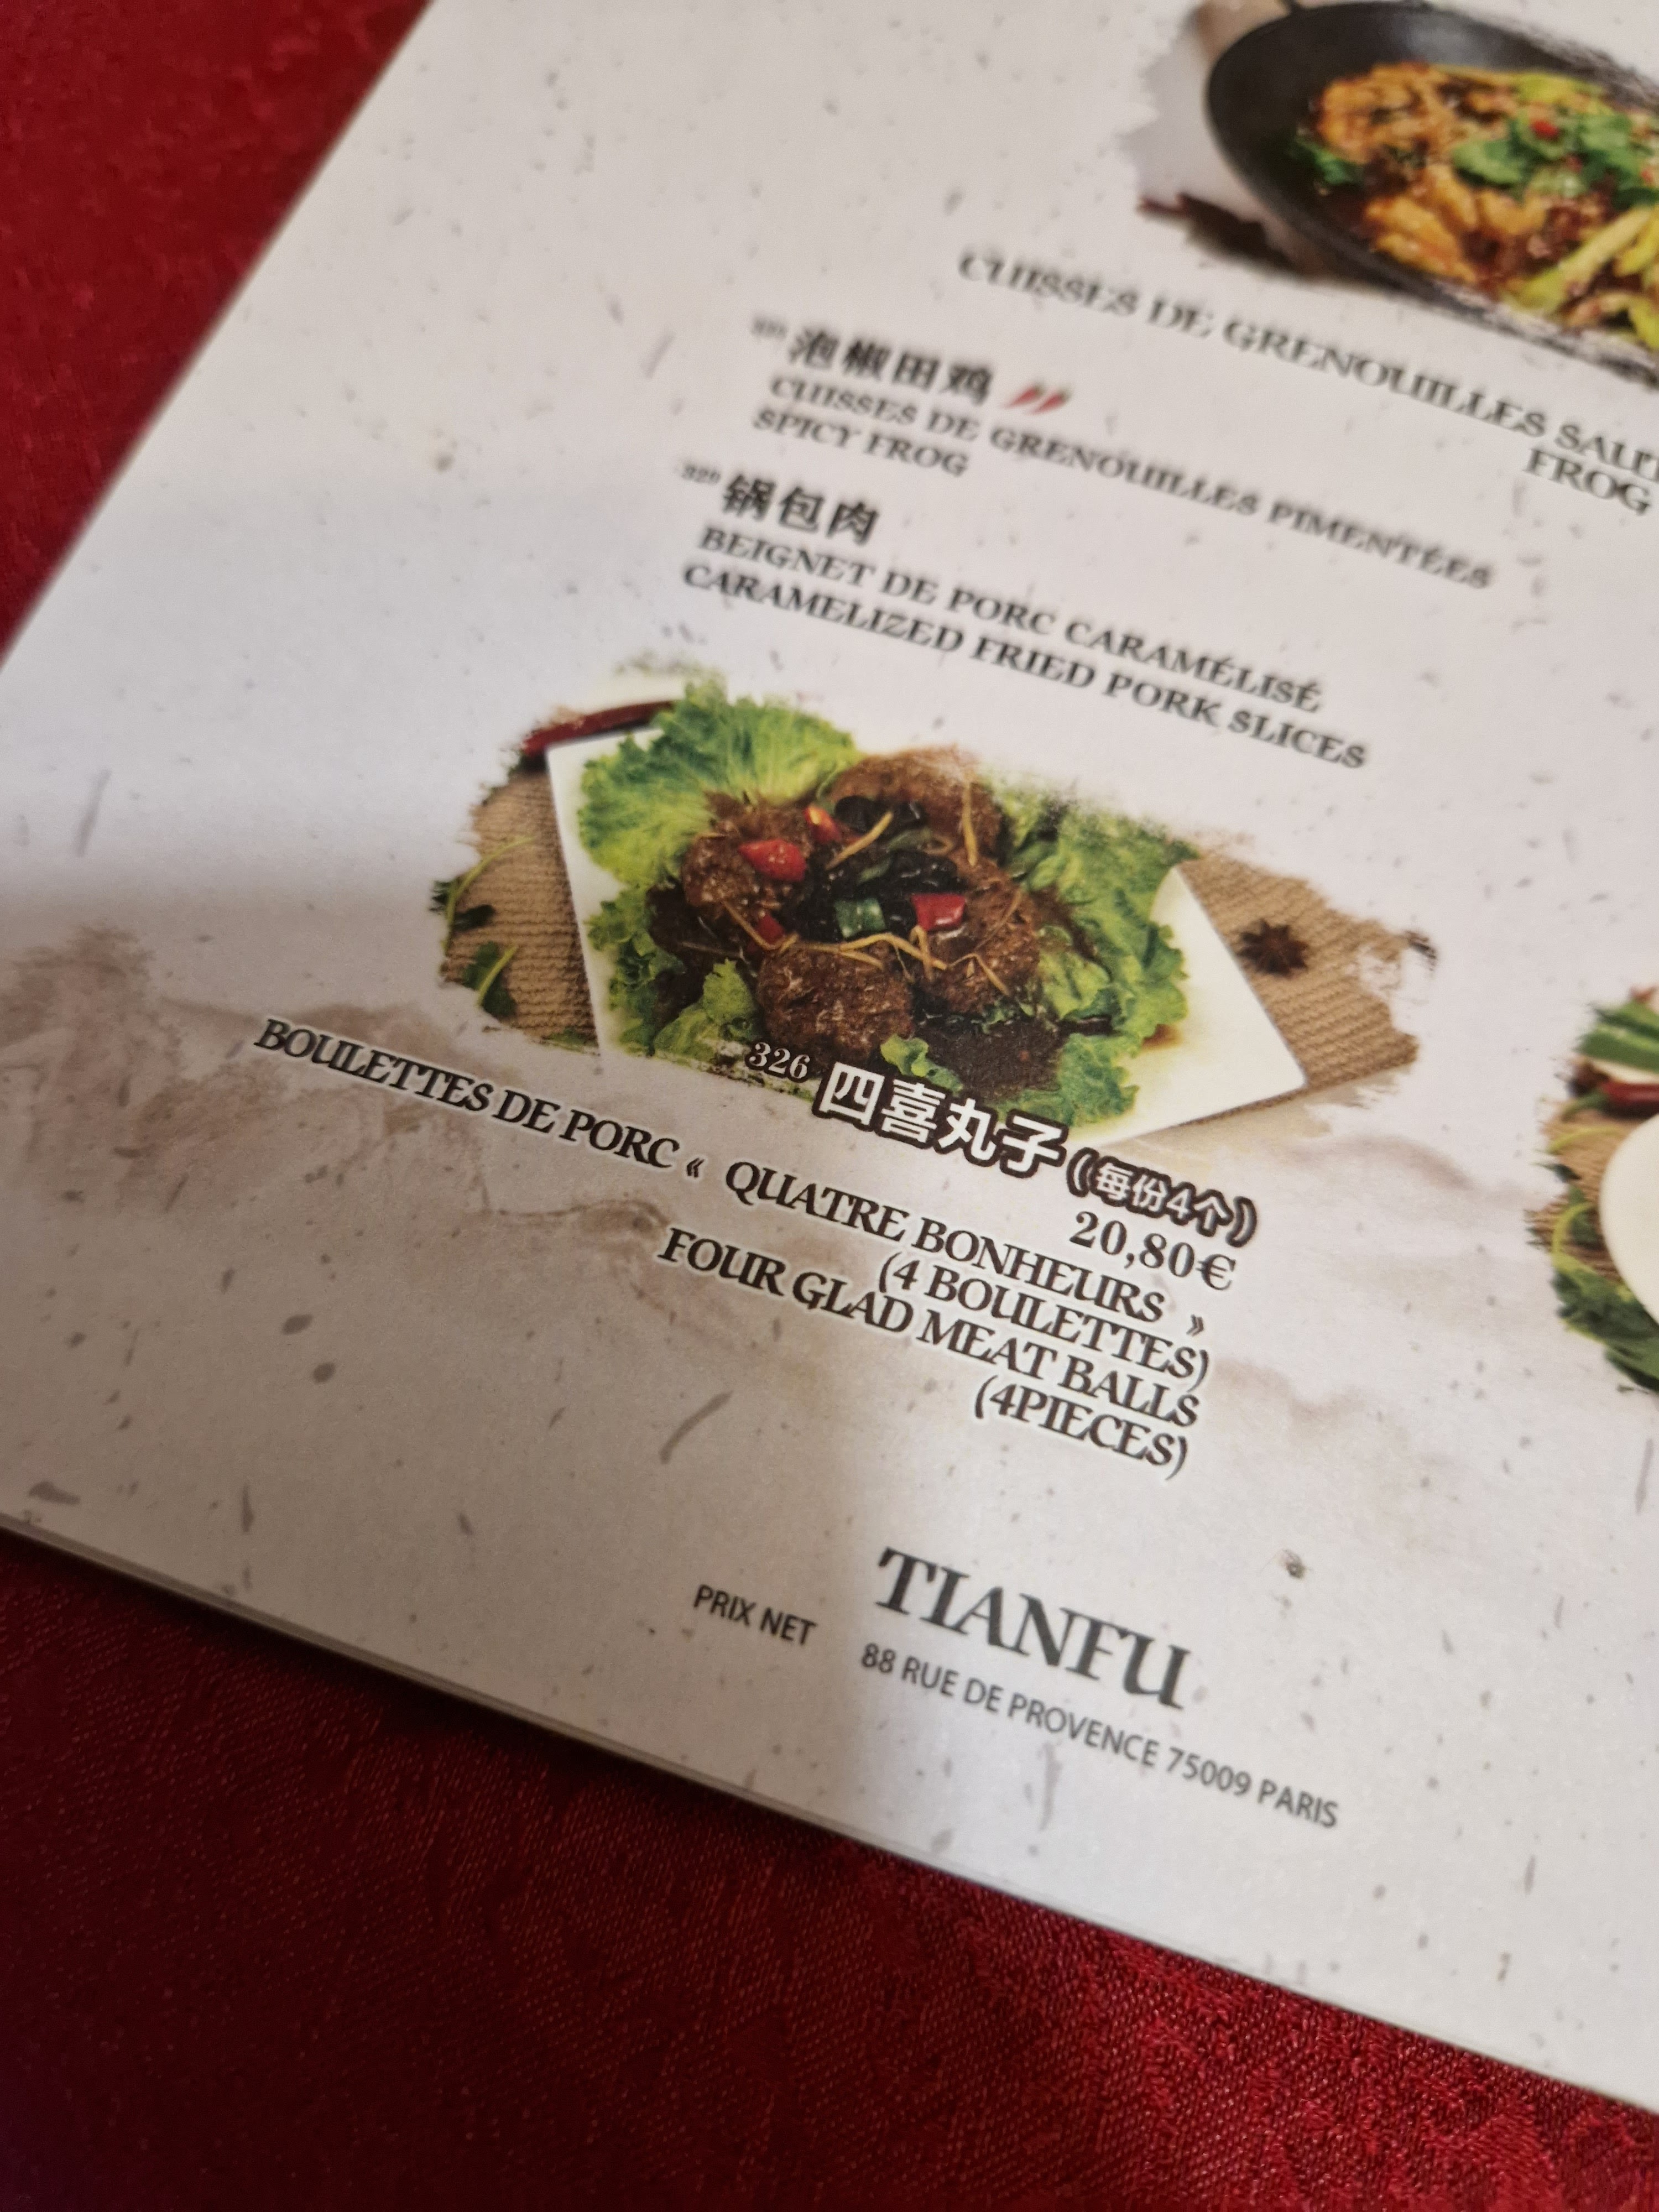 CUISSES DE GRENOUILLES
FROG
泡椒田鸡
CUISSES DE GRENOUILLES PIMENTÉES
SPICY FROG
320 锅包肉
BEIGNET DE PORC CARAMÉLISÉ
CARAMELIZED FRIED PORK SLICES
326 四喜丸子 (每份4个)
20,80€
BOULETTES DE PORC « QUATRE BONHEURS »
(4 BOULETTES)
FOUR GLAD MEAT BALLS
(4PIECES)
PRIX NET
TIANFU
88 RUE DE PROVENCE 75009 PARIS